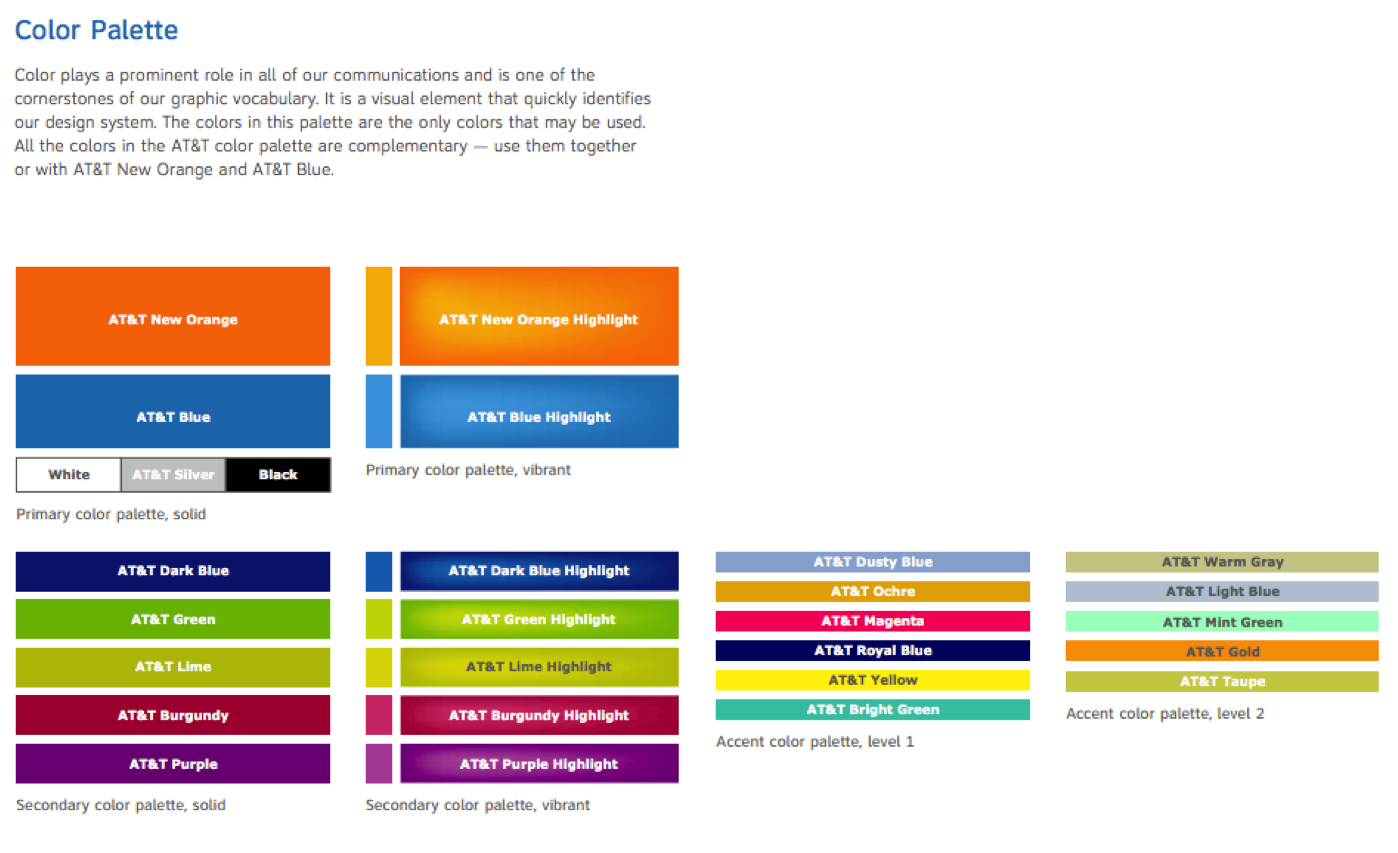 Color Palette
Color plays a prominent role in all of our communications and is one of the
cornerstones of our graphic vocabulary. It is a visual element that quickly identifies
our design system. The colors in this palette are the only colors that may be used.
All the colors in the AT&T color palette are complementary — use them together
or with AT&T New Orange and AT&T Blue.
AT&T New Orange
AT&T New Orange Highlight
AT&T Blue
AT&T Blue Highlight
White
AT&T Silver
Black
Primary color palette, vibrant
Primary color palette, solid
AT&T Dark Blue
AT&T Green
AT&T Lime
AT&T Burgundy
AT&T Purple
Secondary color palette, solid
AT&T Dark Blue Highlight
AT&T Green Highlight
AT&T Lime Highlight
AT&T Burgundy Highlight
AT&T Purple Highlight
Secondary color palette, vibrant
AT&T Dusty Blue
AT&T Ochre
AT&T Magenta
AT&T Royal Blue
AT&T Yellow
AT&T Bright Green
Accent color palette, level 1
AT&T Warm Gray
AT&T Light Blue
AT&T Mint Green
AT&T Gold
AT&T Taupe
Accent color palette, level 2